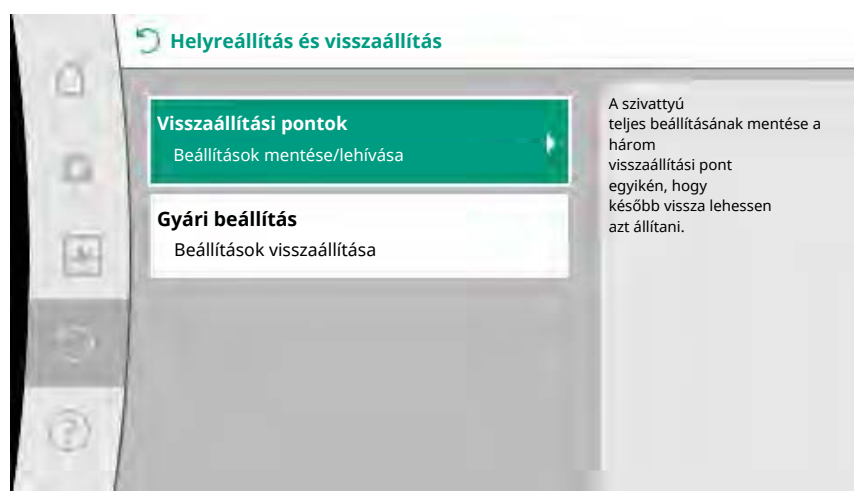 Helyreállítás és visszaállítás
Visszaállítási pontok
Beállítások mentése/lehívása
Gyári beállítás
Beállítások visszaállítása
A szivattyú
teljes beállításának mentése a
három
visszaállítási pont
egyikén, hogy
később vissza lehessen
azt állítani.